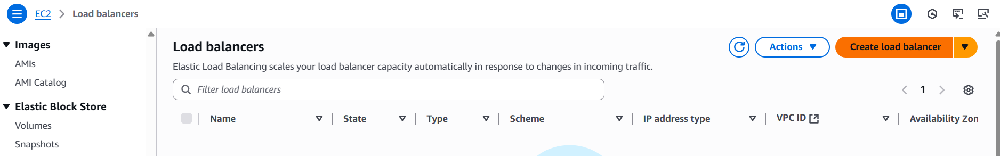 EC2 > Load balancers
Images
AMIs
AMI Catalog
Elastic Block Store
Volumes
Snapshots
Load balancers
Actions
Create load balancer
Elastic Load Balancing scales your load balancer capacity automatically in response to changes in incoming traffic.
Filter load balancers
1
Name State Type Scheme IP address type VPC ID Availability Zon